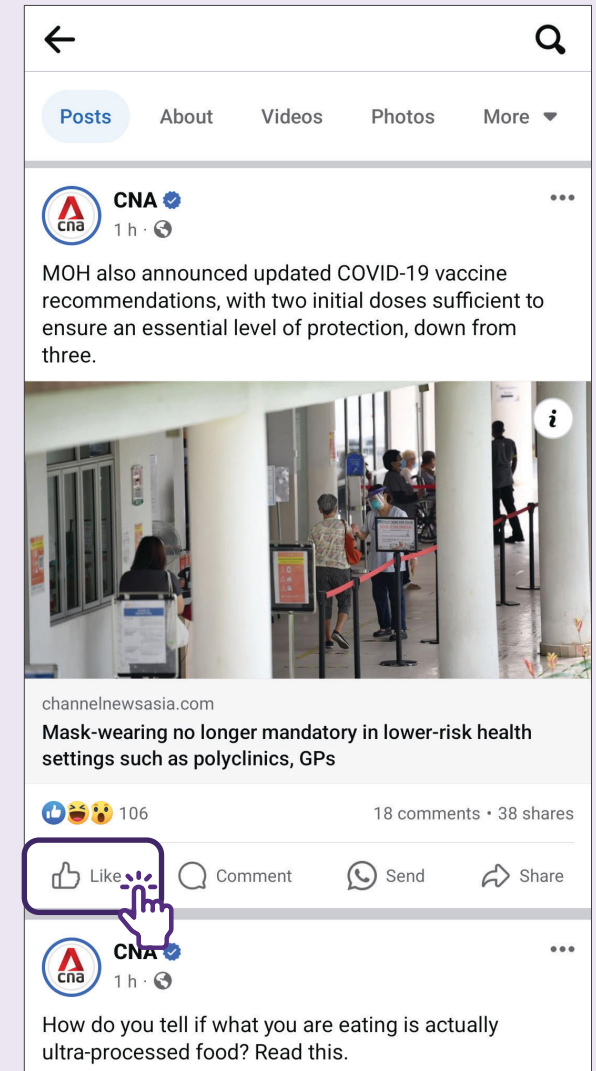 Posts About Videos Photos More
CNA
cna
1 h ·
MOH also announced updated COVID-19 vaccine
recommendations, with two initial doses sufficient to
ensure an essential level of protection, down from
three.
i
channelnewsasia.com
Mask-wearing no longer mandatory in lower-risk health
settings such as polyclinics, GPs
106 18 comments • 38 shares
Like Comment Send Share
CNA
cna
1 h ·
How do you tell if what you are eating is actually
ultra-processed food? Read this.